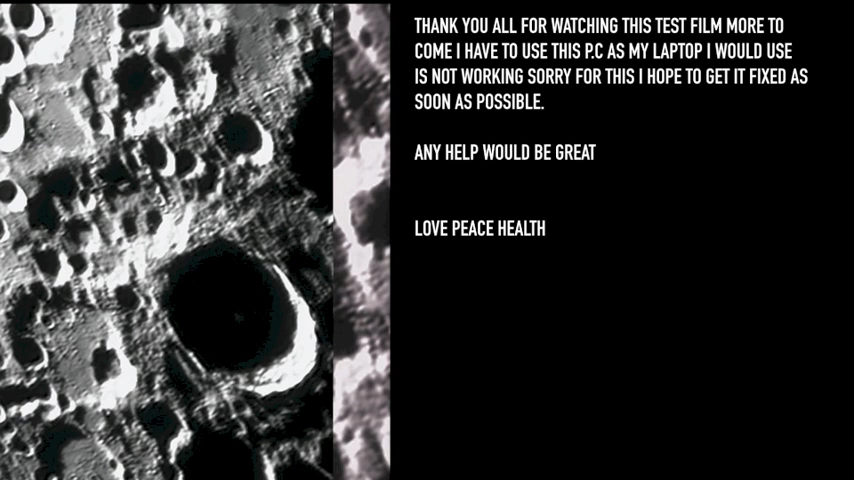 THANK YOU ALL FOR WATCHING THIS TEST FILM MORE TO
COME I HAVE TO USE THIS P.C AS MY LAPTOP I WOULD USE
IS NOT WORKING SORRY FOR THIS I HOPE TO GET IT FIXED AS
SOON AS POSSIBLE.
ANY HELP WOULD BE GREAT
LOVE PEACE HEALTH